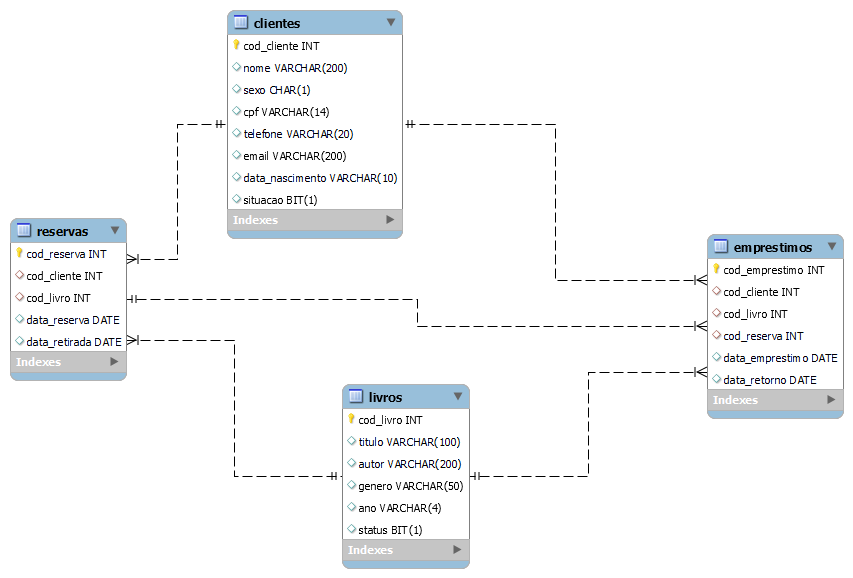 clientes
cod_cliente INT
nome VARCHAR(200)
sexo CHAR(1)
cpf VARCHAR(14)
telefone VARCHAR(20)
email VARCHAR(200)
data_nascimento VARCHAR(10)
situacao BIT(1)
Indexes
reservas
cod_reserva INT
cod_cliente INT
cod_livro INT
data_reserva DATE
data_retirada DATE
Indexes
emprestimos
cod_emprestimo INT
cod_cliente INT
cod_livro INT
cod_reserva INT
data_emprestimo DATE
data_retorno DATE
Indexes
livros
cod_livro INT
titulo VARCHAR(100)
autor VARCHAR(200)
genero VARCHAR(50)
ano VARCHAR(4)
status BIT(1)
Indexes